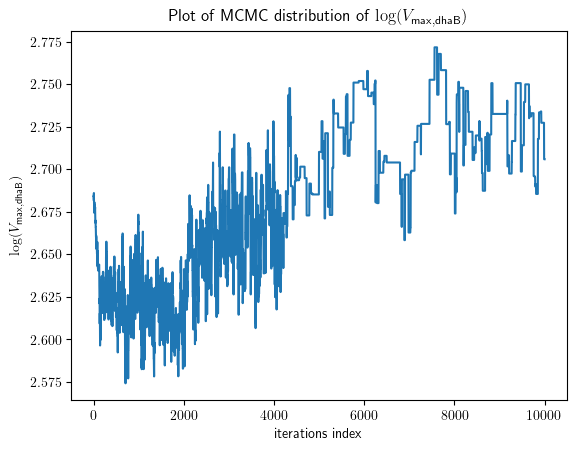 Plot of MCMC distribution of log(V_max,dhaB)
2.775
2.750
2.725
2.700
2.675
2.650
2.625
2.600
2.575
log(V_max,dhaB)
0 2000 4000 6000 8000 10000
iterations index